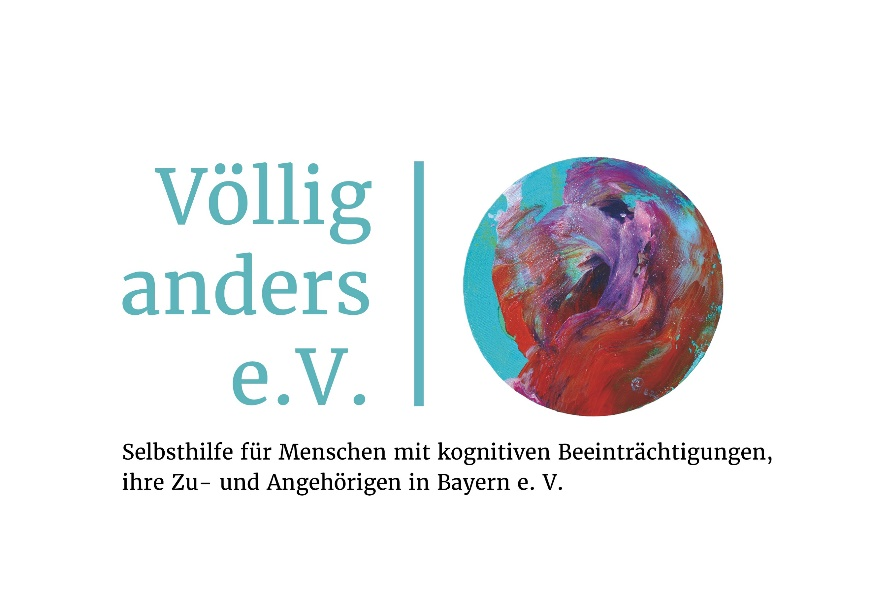 Völlig
anders
e.V.
Selbsthilfe für Menschen mit kognitiven Beeinträchtigungen,
ihre Zu- und Angehörigen in Bayern e. V.